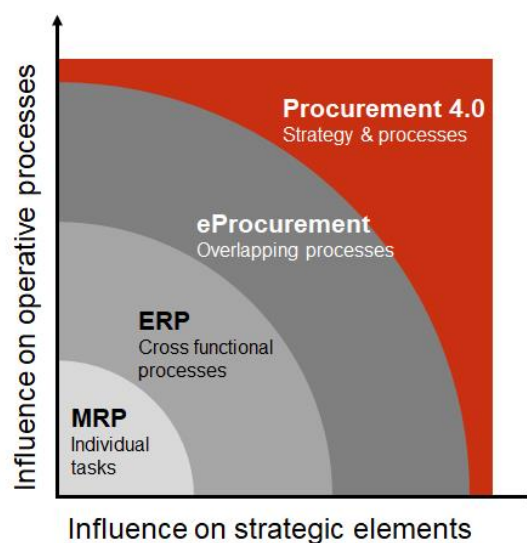 Influence on operative processes
Procurement 4.0
Strategy & processes
eProcurement
Overlapping processes
ERP
Cross functional
processes
MRP
Individual
tasks
Influence on strategic elements